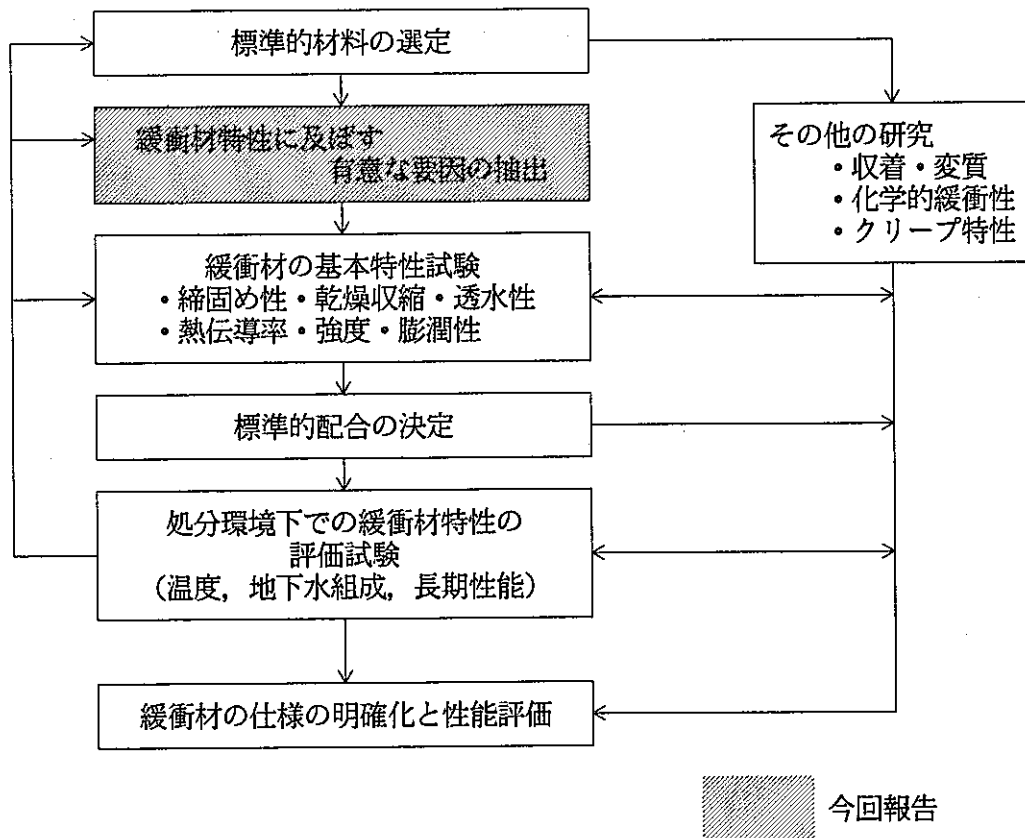 標準的材料の選定
緩衝材特性に及ぼす
有意な要因の抽出
その他の研究
・収着・変質
・化学的緩衝性
・クリープ特性
緩衝材の基本特性試験
・締固め性・乾燥収縮・透水性
・熱伝導率・強度・膨潤性
標準的配合の決定
処分環境下での緩衝材特性の
評価試験
（温度，地下水組成，長期性能）
緩衝材の仕様の明確化と性能評価
今回報告